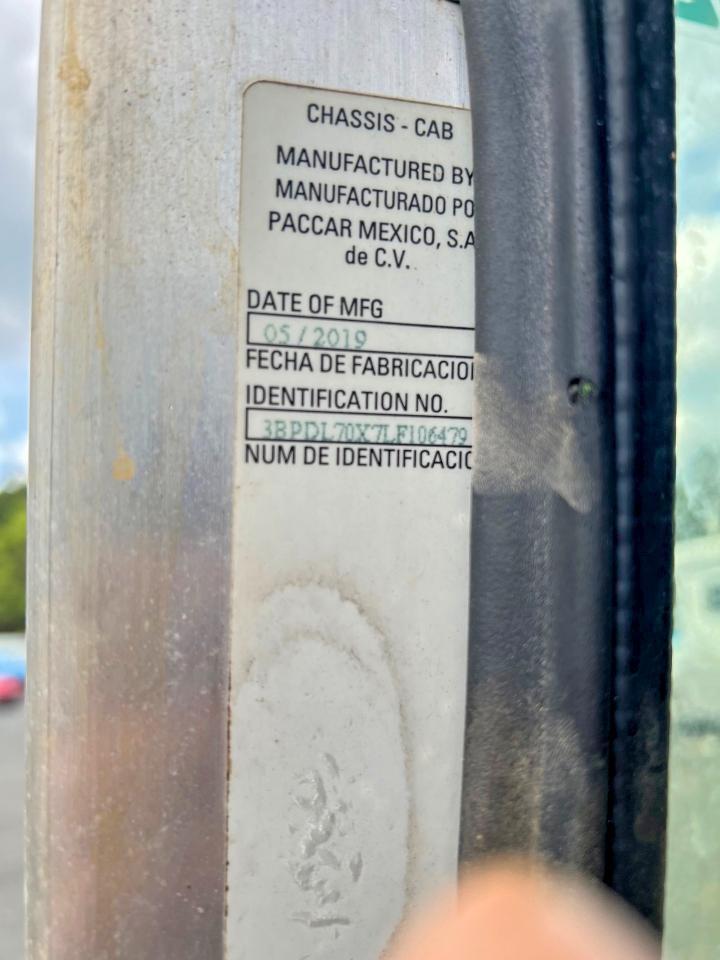 CHASSIS - CAB
MANUFACTURED BY
MANUFACTURADO PO
PACCAR MEXICO, S.A
de C.V.
DATE OF MFG
05 / 2019
FECHA DE FABRICACIO
IDENTIFICATION NO.
3BPDL70X7LF106479
NUM DE IDENTIFICACIO